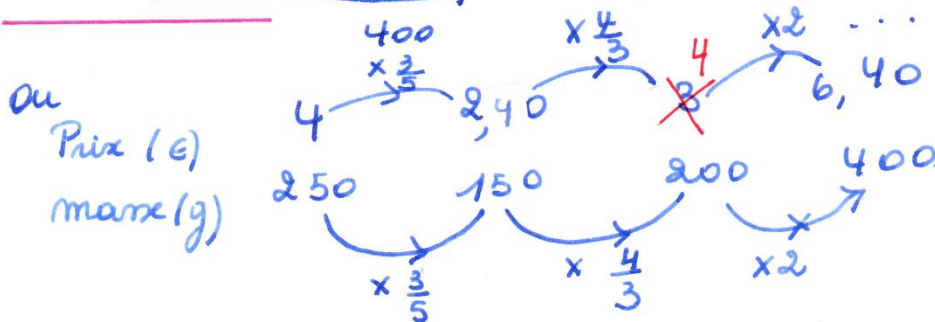 400
× 3/5 × 4/3 4 ×2 ...
ou 4 2,40 3 6,40
Prix (€)
masse (g) 250 150 200 400
× 3/5 × 4/3 ×2